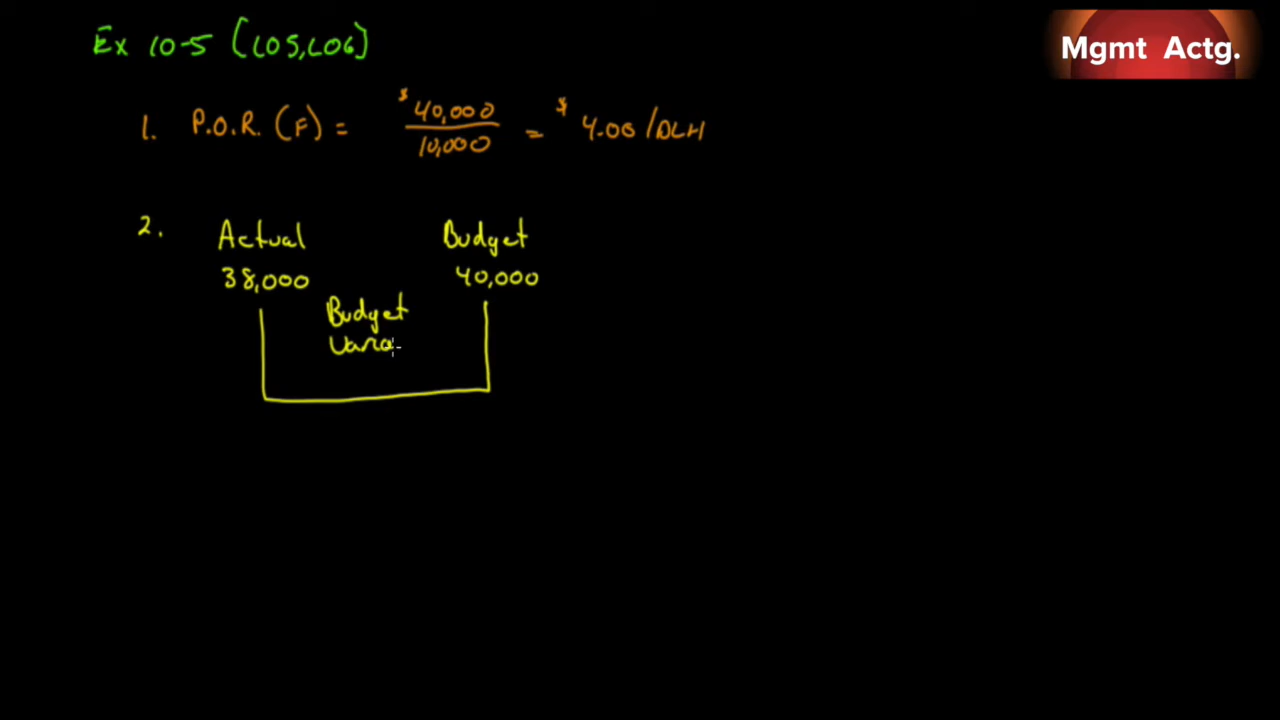 Ex 10-5 (LO5, LO6)
Mgmt Actg.
1. P.O.R. (F) = $40,000 / 10,000 = $4.00/DLH
2. Actual Budget
38,000 40,000
Budget
Varia